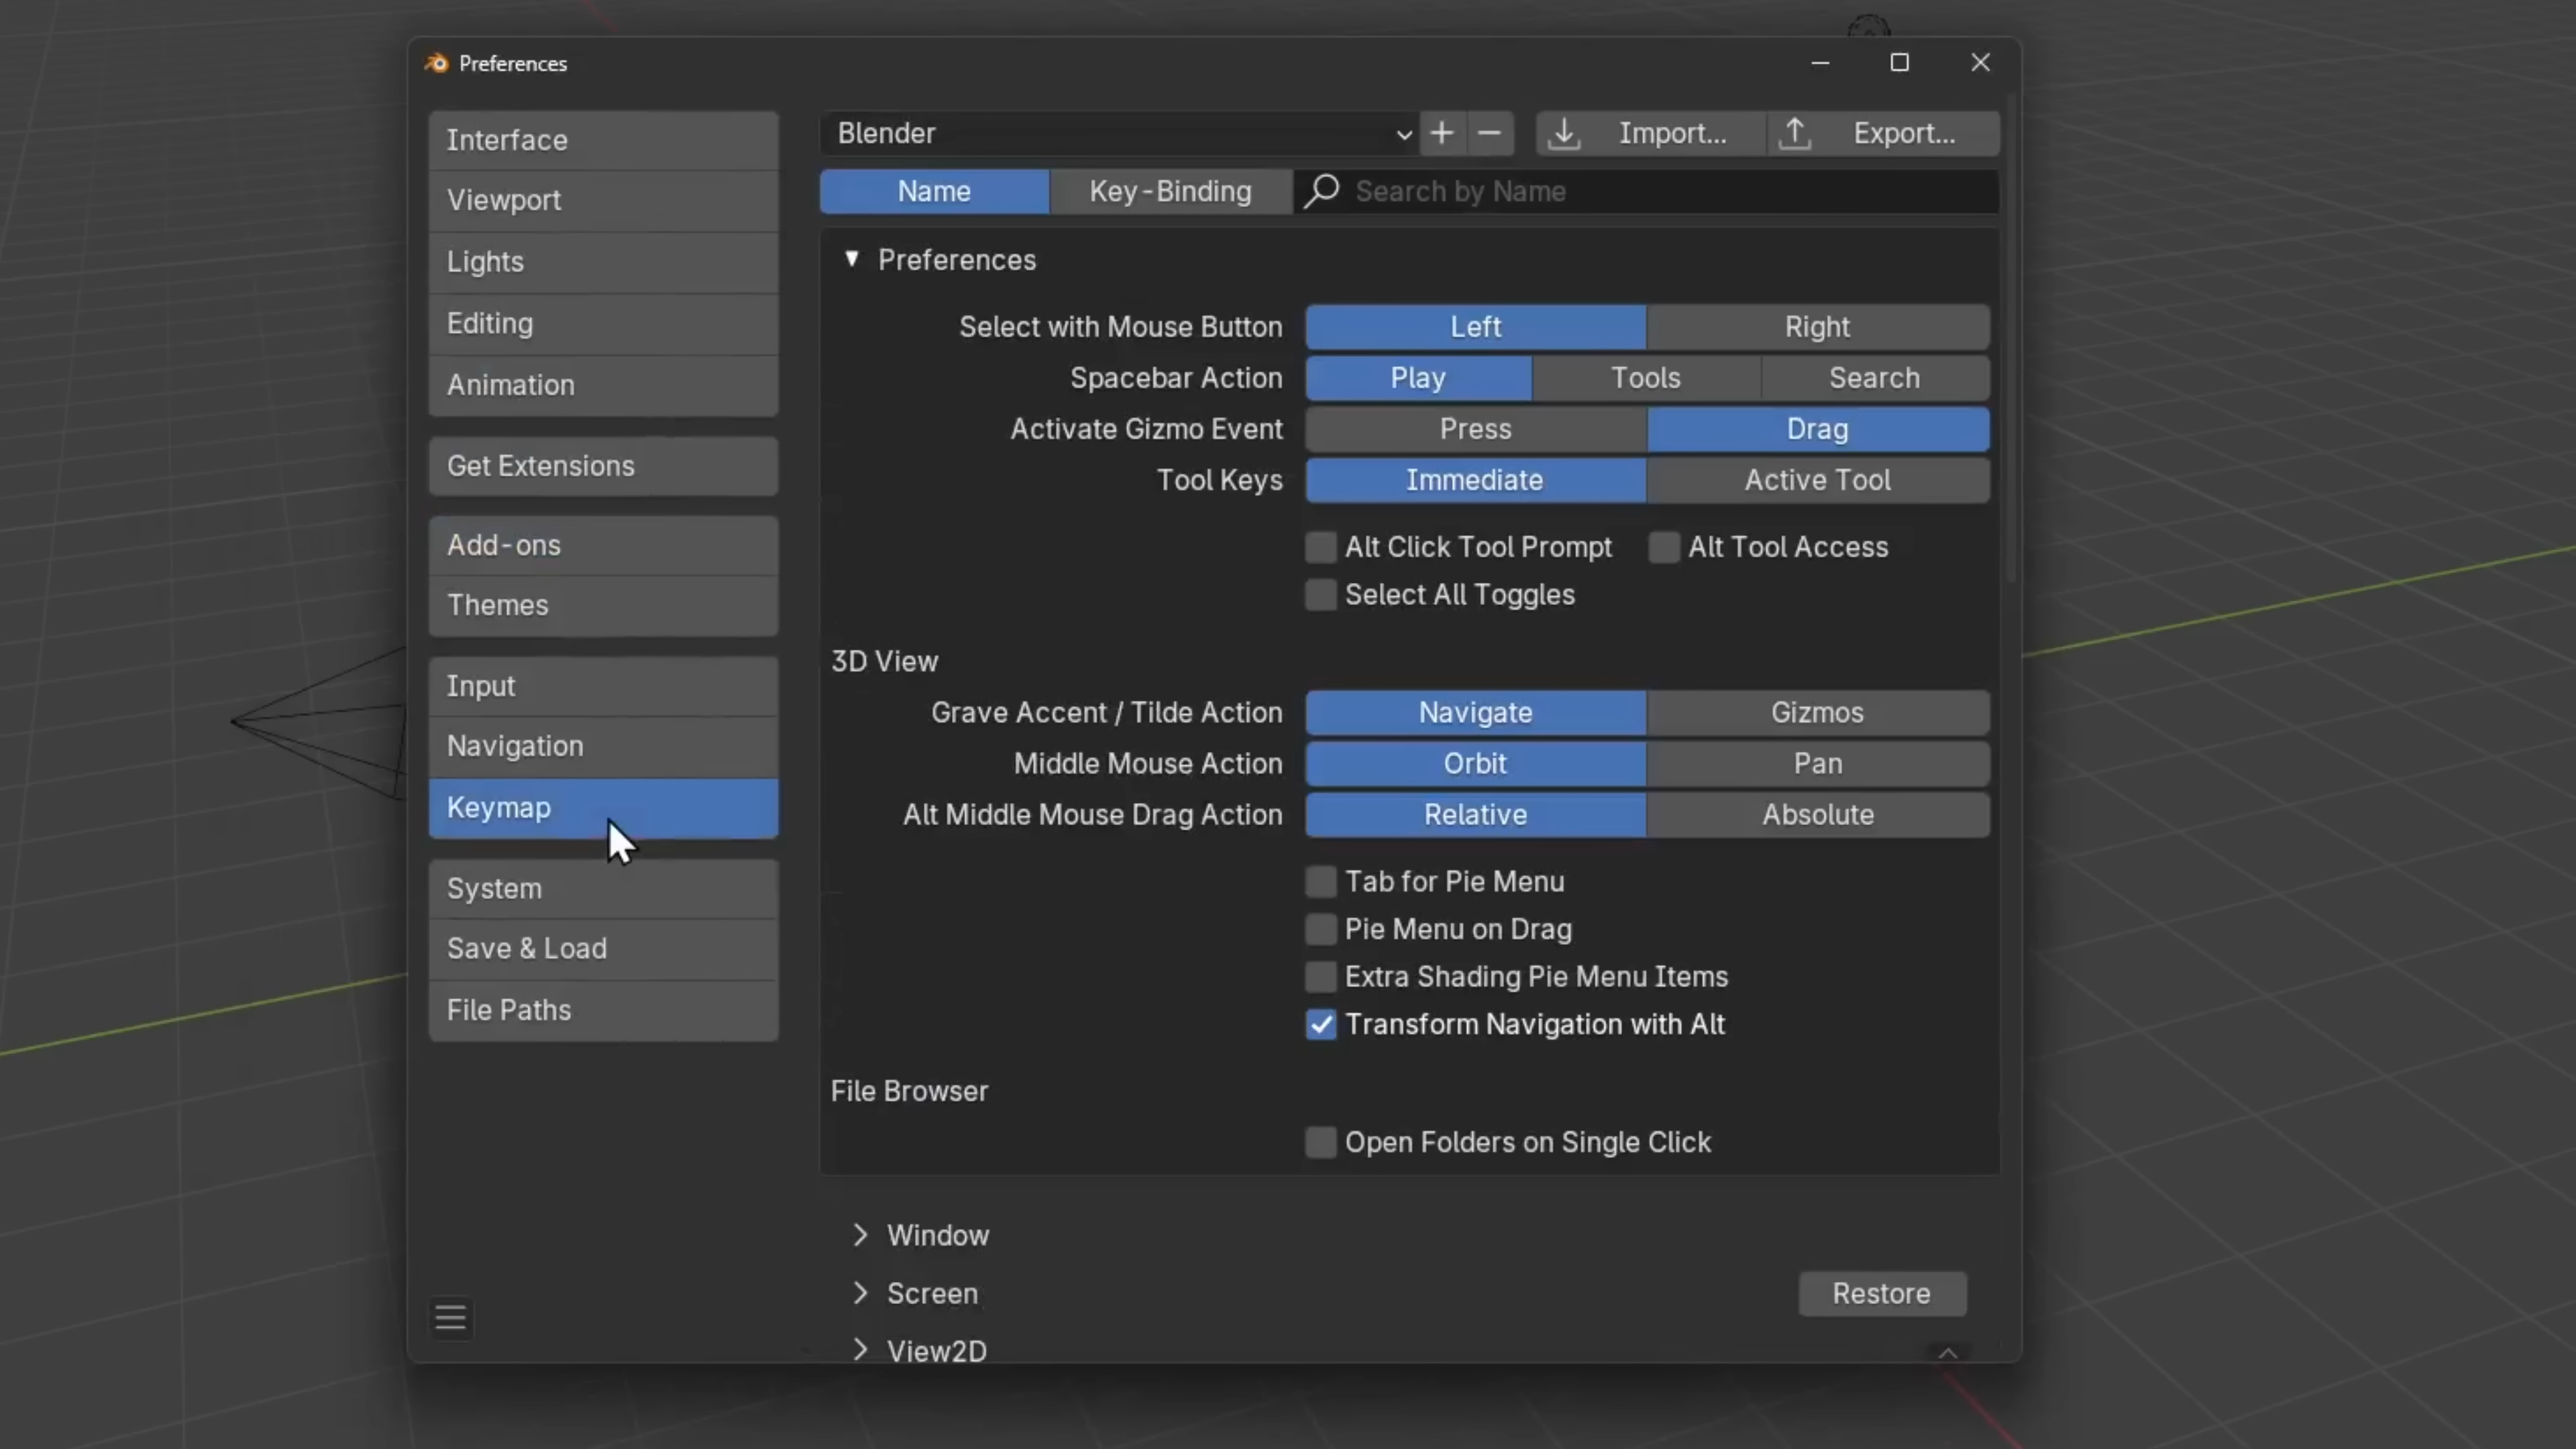 Preferences
Interface
Viewport
Lights
Editing
Animation
Get Extensions
Add-ons
Themes
Input
Navigation
Keymap
System
Save & Load
File Paths
Blender
Import...
Export...
Name
Key-Binding
Search by Name
Preferences
Select with Mouse Button Left Right
Spacebar Action Play Tools Search
Activate Gizmo Event Press Drag
Tool Keys Immediate Active Tool
Alt Click Tool Prompt Alt Tool Access
Select All Toggles
3D View
Grave Accent / Tilde Action Navigate Gizmos
Middle Mouse Action Orbit Pan
Alt Middle Mouse Drag Action Relative Absolute
Tab for Pie Menu
Pie Menu on Drag
Extra Shading Pie Menu Items
Transform Navigation with Alt
File Browser
Open Folders on Single Click
Window
Screen Restore
View2D